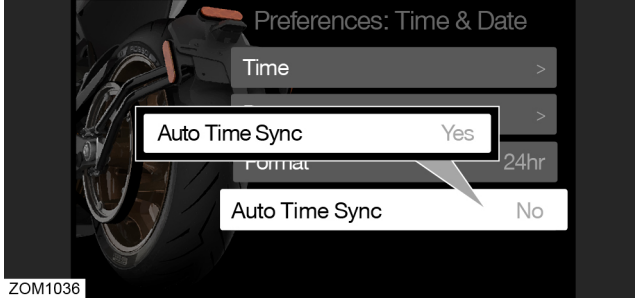 Preferences: Time & Date
Time >
>
Auto Time Sync Yes
Format 24hr
Auto Time Sync No
ZOM1036